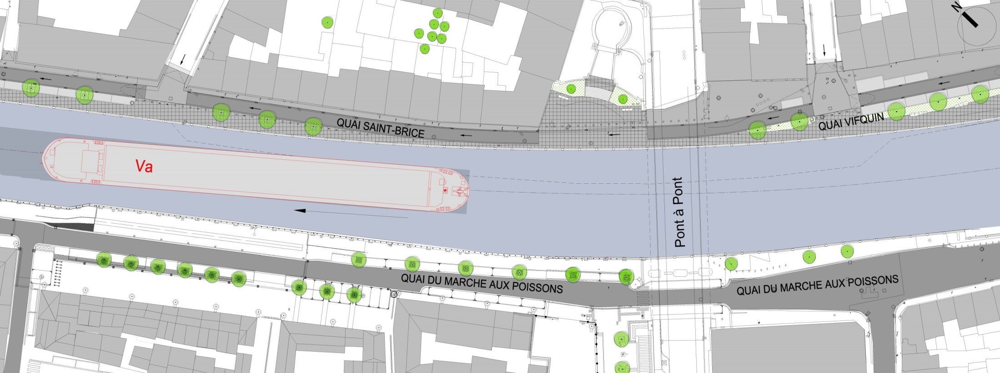 N
QUAI SAINT-BRICE
QUAI VIFQUIN
Va
Pont à Pont
QUAI DU MARCHE AUX POISSONS
QUAI DU MARCHE AUX POISSONS